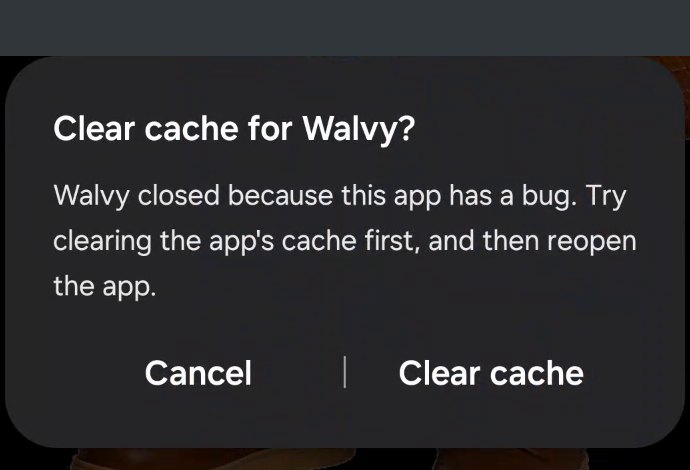 Clear cache for Walvy?
Walvy closed because this app has a bug. Try
clearing the app's cache first, and then reopen
the app.
Cancel
Clear cache